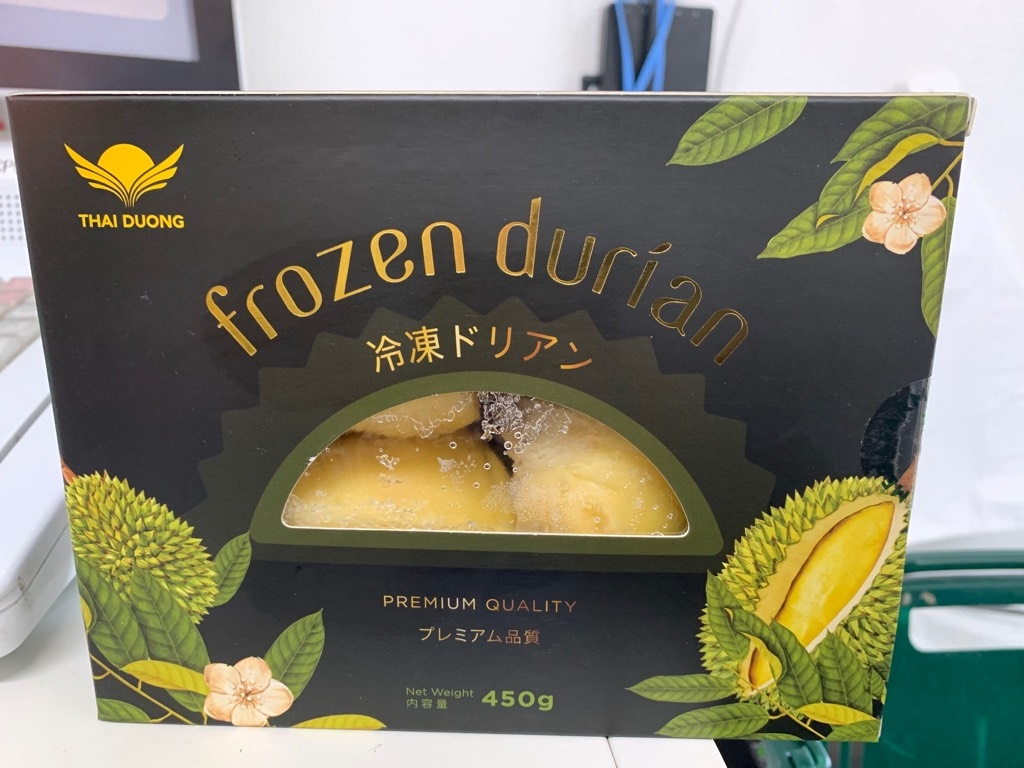 THAI DUONG
frozen durian
冷凍ドリアン
PREMIUM QUALITY
プレミアム品質
Net Weight 450g
内容量